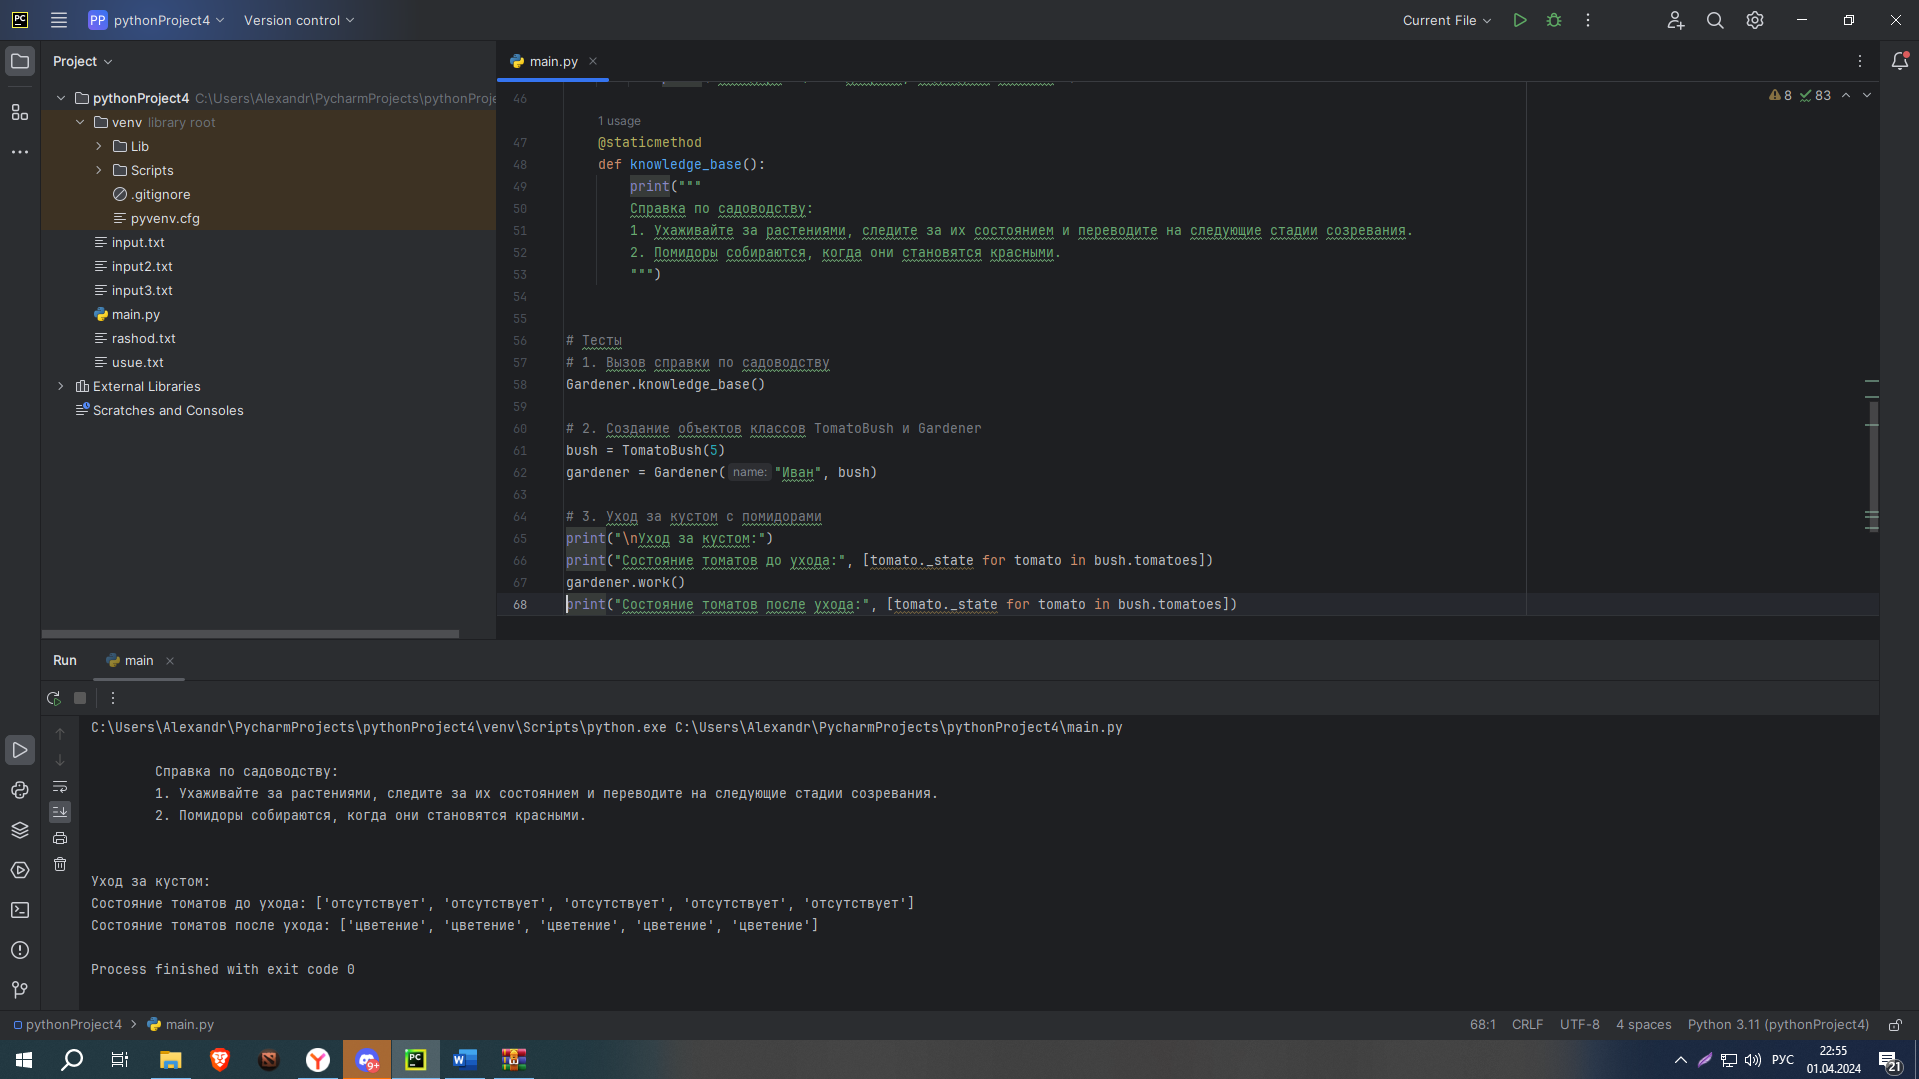 PP pythonProject4 Version control Current File
Project
main.py
pythonProject4 C:\Users\Alexandr\PycharmProjects\pythonProje
venv library root
Lib
Scripts
.gitignore
pyvenv.cfg
input.txt
input2.txt
input3.txt
main.py
rashod.txt
usue.txt
External Libraries
Scratches and Consoles
8 83
46
1 usage
47 @staticmethod
48 def knowledge_base():
49 print("""
50 Справка по садоводству:
51 1. Ухаживайте за растениями, следите за их состоянием и переводите на следующие стадии созревания.
52 2. Помидоры собираются, когда они становятся красными.
53 """)
54
55
56 # Тесты
57 # 1. Вызов справки по садоводству
58 Gardener.knowledge_base()
59
60 # 2. Создание объектов классов TomatoBush и Gardener
61 bush = TomatoBush(5)
62 gardener = Gardener( name: "Иван", bush)
63
64 # 3. Уход за кустом с помидорами
65 print("\nУход за кустом:")
66 print("Состояние томатов до ухода:", [tomato._state for tomato in bush.tomatoes])
67 gardener.work()
68 print("Состояние томатов после ухода:", [tomato._state for tomato in bush.tomatoes])
Run main
C:\Users\Alexandr\PycharmProjects\pythonProject4\venv\Scripts\python.exe C:\Users\Alexandr\PycharmProjects\pythonProject4\main.py
Справка по садоводству:
1. Ухаживайте за растениями, следите за их состоянием и переводите на следующие стадии созревания.
2. Помидоры собираются, когда они становятся красными.
Уход за кустом:
Состояние томатов до ухода: ['отсутствует', 'отсутствует', 'отсутствует', 'отсутствует', 'отсутствует']
Состояние томатов после ухода: ['цветение', 'цветение', 'цветение', 'цветение', 'цветение']
Process finished with exit code 0
pythonProject4 main.py 68:1 CRLF UTF-8 4 spaces Python 3.11 (pythonProject4)
РУС
22:55
01.04.2024
21
9+